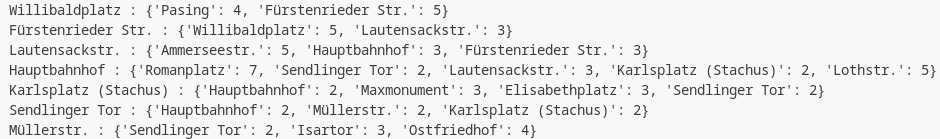 Willibaldplatz : {'Pasing': 4, 'Fürstenrieder Str.': 5}
Fürstenrieder Str. : {'Willibaldplatz': 5, 'Lautensackstr.': 3}
Lautensackstr. : {'Ammerseestr.': 5, 'Hauptbahnhof': 3, 'Fürstenrieder Str.': 3}
Hauptbahnhof : {'Romanplatz': 7, 'Sendlinger Tor': 2, 'Lautensackstr.': 3, 'Karlsplatz (Stachus)': 2, 'Lothstr.': 5}
Karlsplatz (Stachus) : {'Hauptbahnhof': 2, 'Maxmonument': 3, 'Elisabethplatz': 3, 'Sendlinger Tor': 2}
Sendlinger Tor : {'Hauptbahnhof': 2, 'Müllerstr.': 2, 'Karlsplatz (Stachus)': 2}
Müllerstr. : {'Sendlinger Tor': 2, 'Isartor': 3, 'Ostfriedhof': 4}